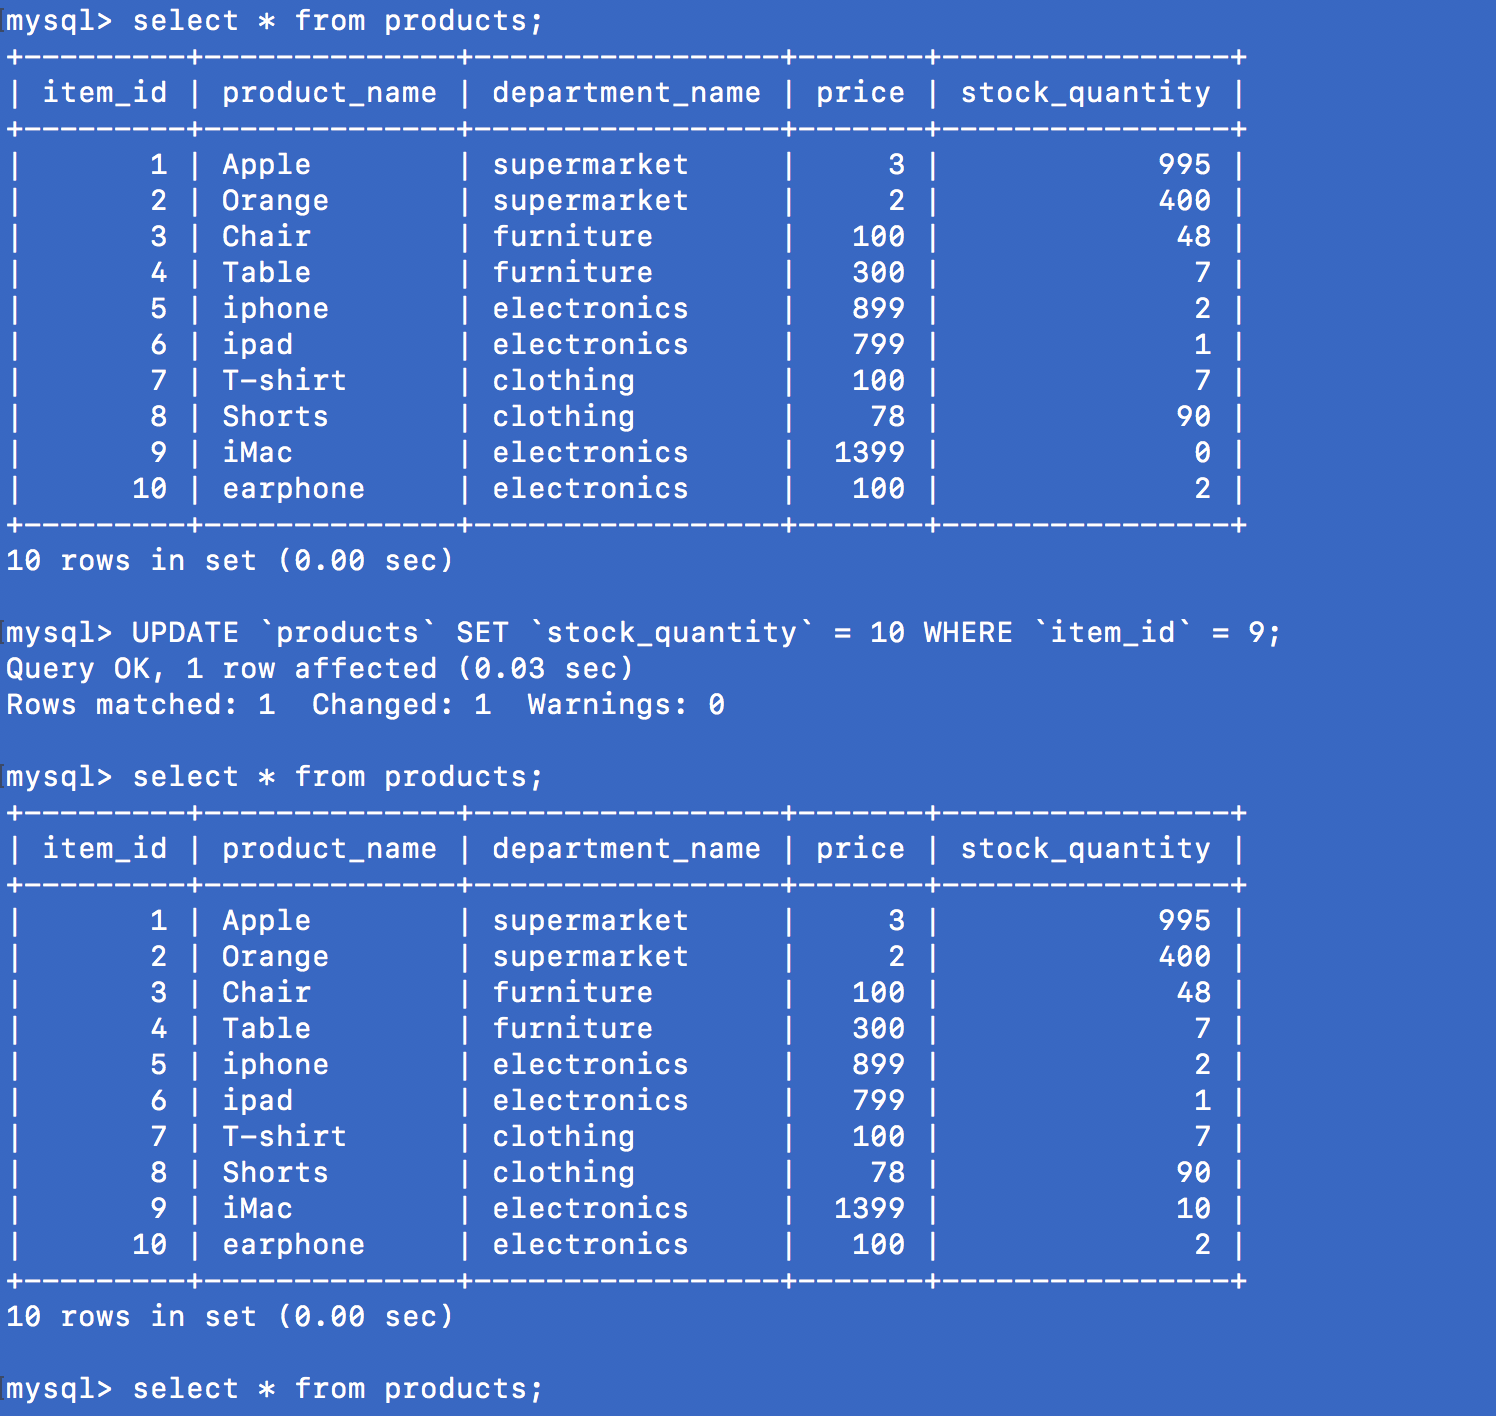 mysql> select * from products;
+---------+--------------+-----------------+-------+----------------+
| item_id | product_name | department_name | price | stock_quantity |
+---------+--------------+-----------------+-------+----------------+
|       1 | Apple        | supermarket     |     3 |            995 |
|       2 | Orange       | supermarket     |     2 |            400 |
|       3 | Chair        | furniture       |   100 |             48 |
|       4 | Table        | furniture       |   300 |              7 |
|       5 | iphone       | electronics     |   899 |              2 |
|       6 | ipad         | electronics     |   799 |              1 |
|       7 | T-shirt      | clothing        |   100 |              7 |
|       8 | Shorts       | clothing        |    78 |             90 |
|       9 | iMac         | electronics     |  1399 |              0 |
|      10 | earphone     | electronics     |   100 |              2 |
+---------+--------------+-----------------+-------+----------------+
10 rows in set (0.00 sec)

mysql> UPDATE `products` SET `stock_quantity` = 10 WHERE `item_id` = 9;
Query OK, 1 row affected (0.03 sec)
Rows matched: 1  Changed: 1  Warnings: 0

mysql> select * from products;
+---------+--------------+-----------------+-------+----------------+
| item_id | product_name | department_name | price | stock_quantity |
+---------+--------------+-----------------+-------+----------------+
|       1 | Apple        | supermarket     |     3 |            995 |
|       2 | Orange       | supermarket     |     2 |            400 |
|       3 | Chair        | furniture       |   100 |             48 |
|       4 | Table        | furniture       |   300 |              7 |
|       5 | iphone       | electronics     |   899 |              2 |
|       6 | ipad         | electronics     |   799 |              1 |
|       7 | T-shirt      | clothing        |   100 |              7 |
|       8 | Shorts       | clothing        |    78 |             90 |
|       9 | iMac         | electronics     |  1399 |             10 |
|      10 | earphone     | electronics     |   100 |              2 |
+---------+--------------+-----------------+-------+----------------+
10 rows in set (0.00 sec)

mysql> select * from products;